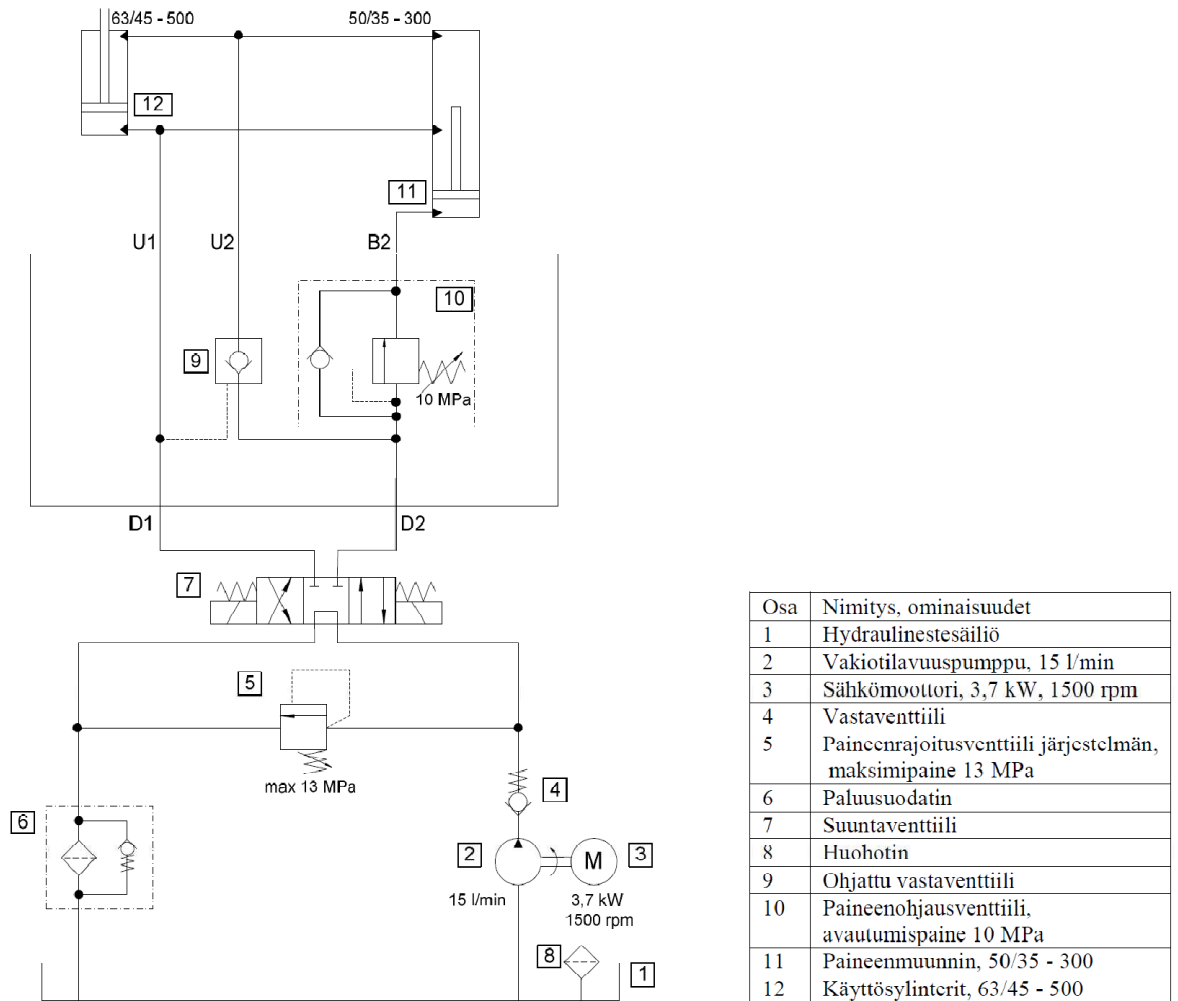 63/45 - 500
50/35 - 300
12
11
U1
U2
B2
10
9
10 MPa
D1
D2
7
5
max 13 MPa
4
6
2
M
3
15 l/min
3,7 kW
1500 rpm
8
1
Osa Nimitys, ominaisuudet
1 Hydraulinestesäiliö
2 Vakiotilavuuspumppu, 15 l/min
3 Sähkömoottori, 3,7 kW, 1500 rpm
4 Vastaventtiili
5 Paineenrajoitusventtiili järjestelmän,
maksimipaine 13 MPa
6 Paluusuodatin
7 Suuntaventtiili
8 Huohotin
9 Ohjattu vastaventtiili
10 Paineenohjausventtiili,
avautumispaine 10 MPa
11 Paineenmuunnin, 50/35 - 300
12 Käyttösylinterit, 63/45 - 500